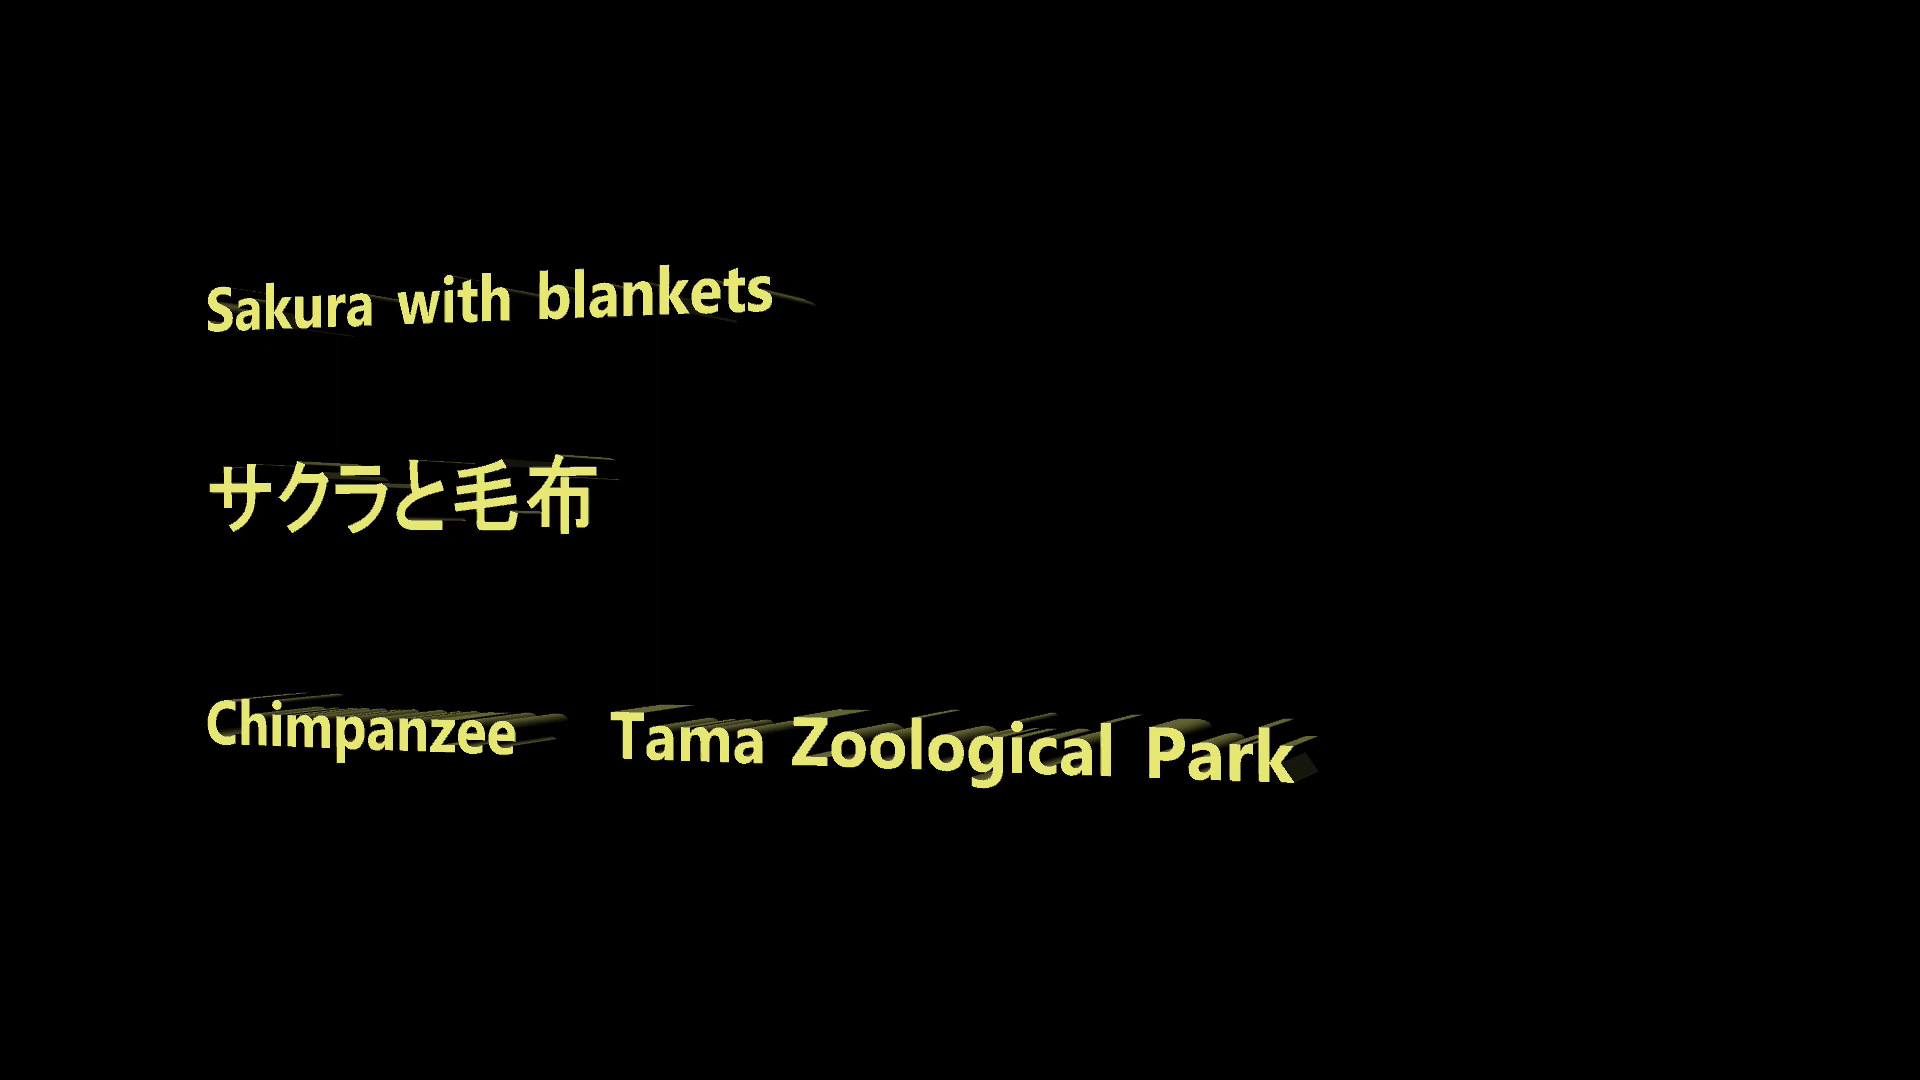 Sakura with blankets
サクラと毛布
Chimpanzee Tama Zoological Park